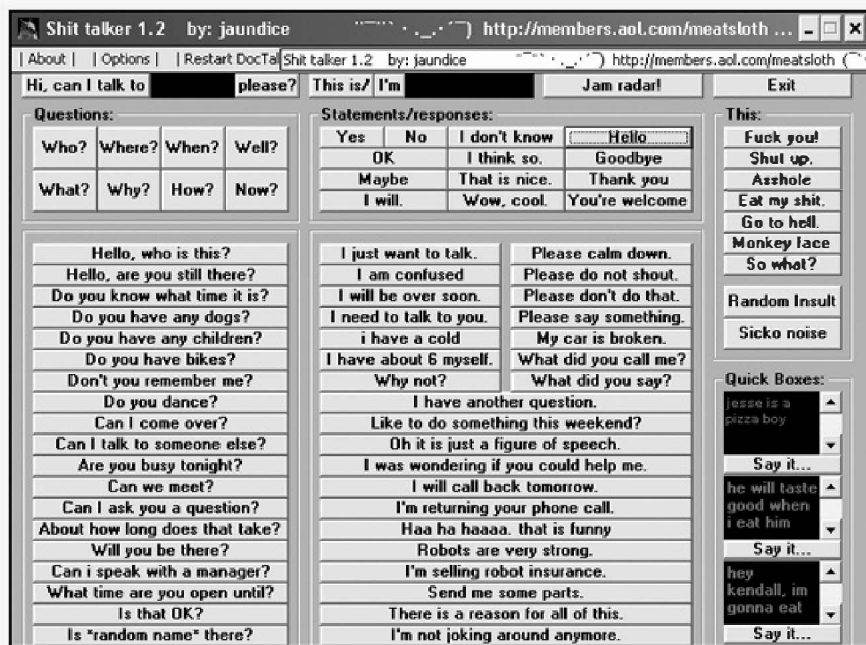 Shit talker 1.2 by: jaundice ¨¨¯¯`` · ._.· ´¯) http://members.aol.com/meatsloth ...
| About | | Options | | Restart DocTal Shit talker 1.2 by: jaundice ¨¨¯¯`` · ._.· ´¯) http://members.aol.com/meatsloth (¯`
Hi, can I talk to please? This is/ I'm Jam radar! Exit
Questions:
Who? Where? When? Well?
What? Why? How? Now?
Statements/responses:
Yes No I don't know Hello
OK I think so. Goodbye
Maybe That is nice. Thank you
I will. Wow, cool. You're welcome
This:
Fuck you!
Shut up.
Asshole
Eat my shit.
Go to hell.
Monkey face
So what?
Random Insult
Sicko noise
Hello, who is this?
Hello, are you still there?
Do you know what time it is?
Do you have any dogs?
Do you have any children?
Do you have bikes?
Don't you remember me?
Do you dance?
Can I come over?
Can I talk to someone else?
Are you busy tonight?
Can we meet?
Can I ask you a question?
About how long does that take?
Will you be there?
Can i speak with a manager?
What time are you open until?
Is that OK?
Is *random name* there?
I just want to talk. Please calm down.
I am confused Please do not shout.
I will be over soon. Please don't do that.
I need to talk to you. Please say something.
i have a cold My car is broken.
I have about 6 myself. What did you call me?
Why not? What did you say?
I have another question.
Like to do something this weekend?
Oh it is just a figure of speech.
I was wondering if you could help me.
I will call back tomorrow.
I'm returning your phone call.
Haa ha haaaa. that is funny
Robots are very strong.
I'm selling robot insurance.
Send me some parts.
There is a reason for all of this.
I'm not joking around anymore.
Quick Boxes:
jesse is a
pizza boy
Say it...
he will taste
good when
i eat him
Say it...
hey
kendall, im
gonna eat
Say it...